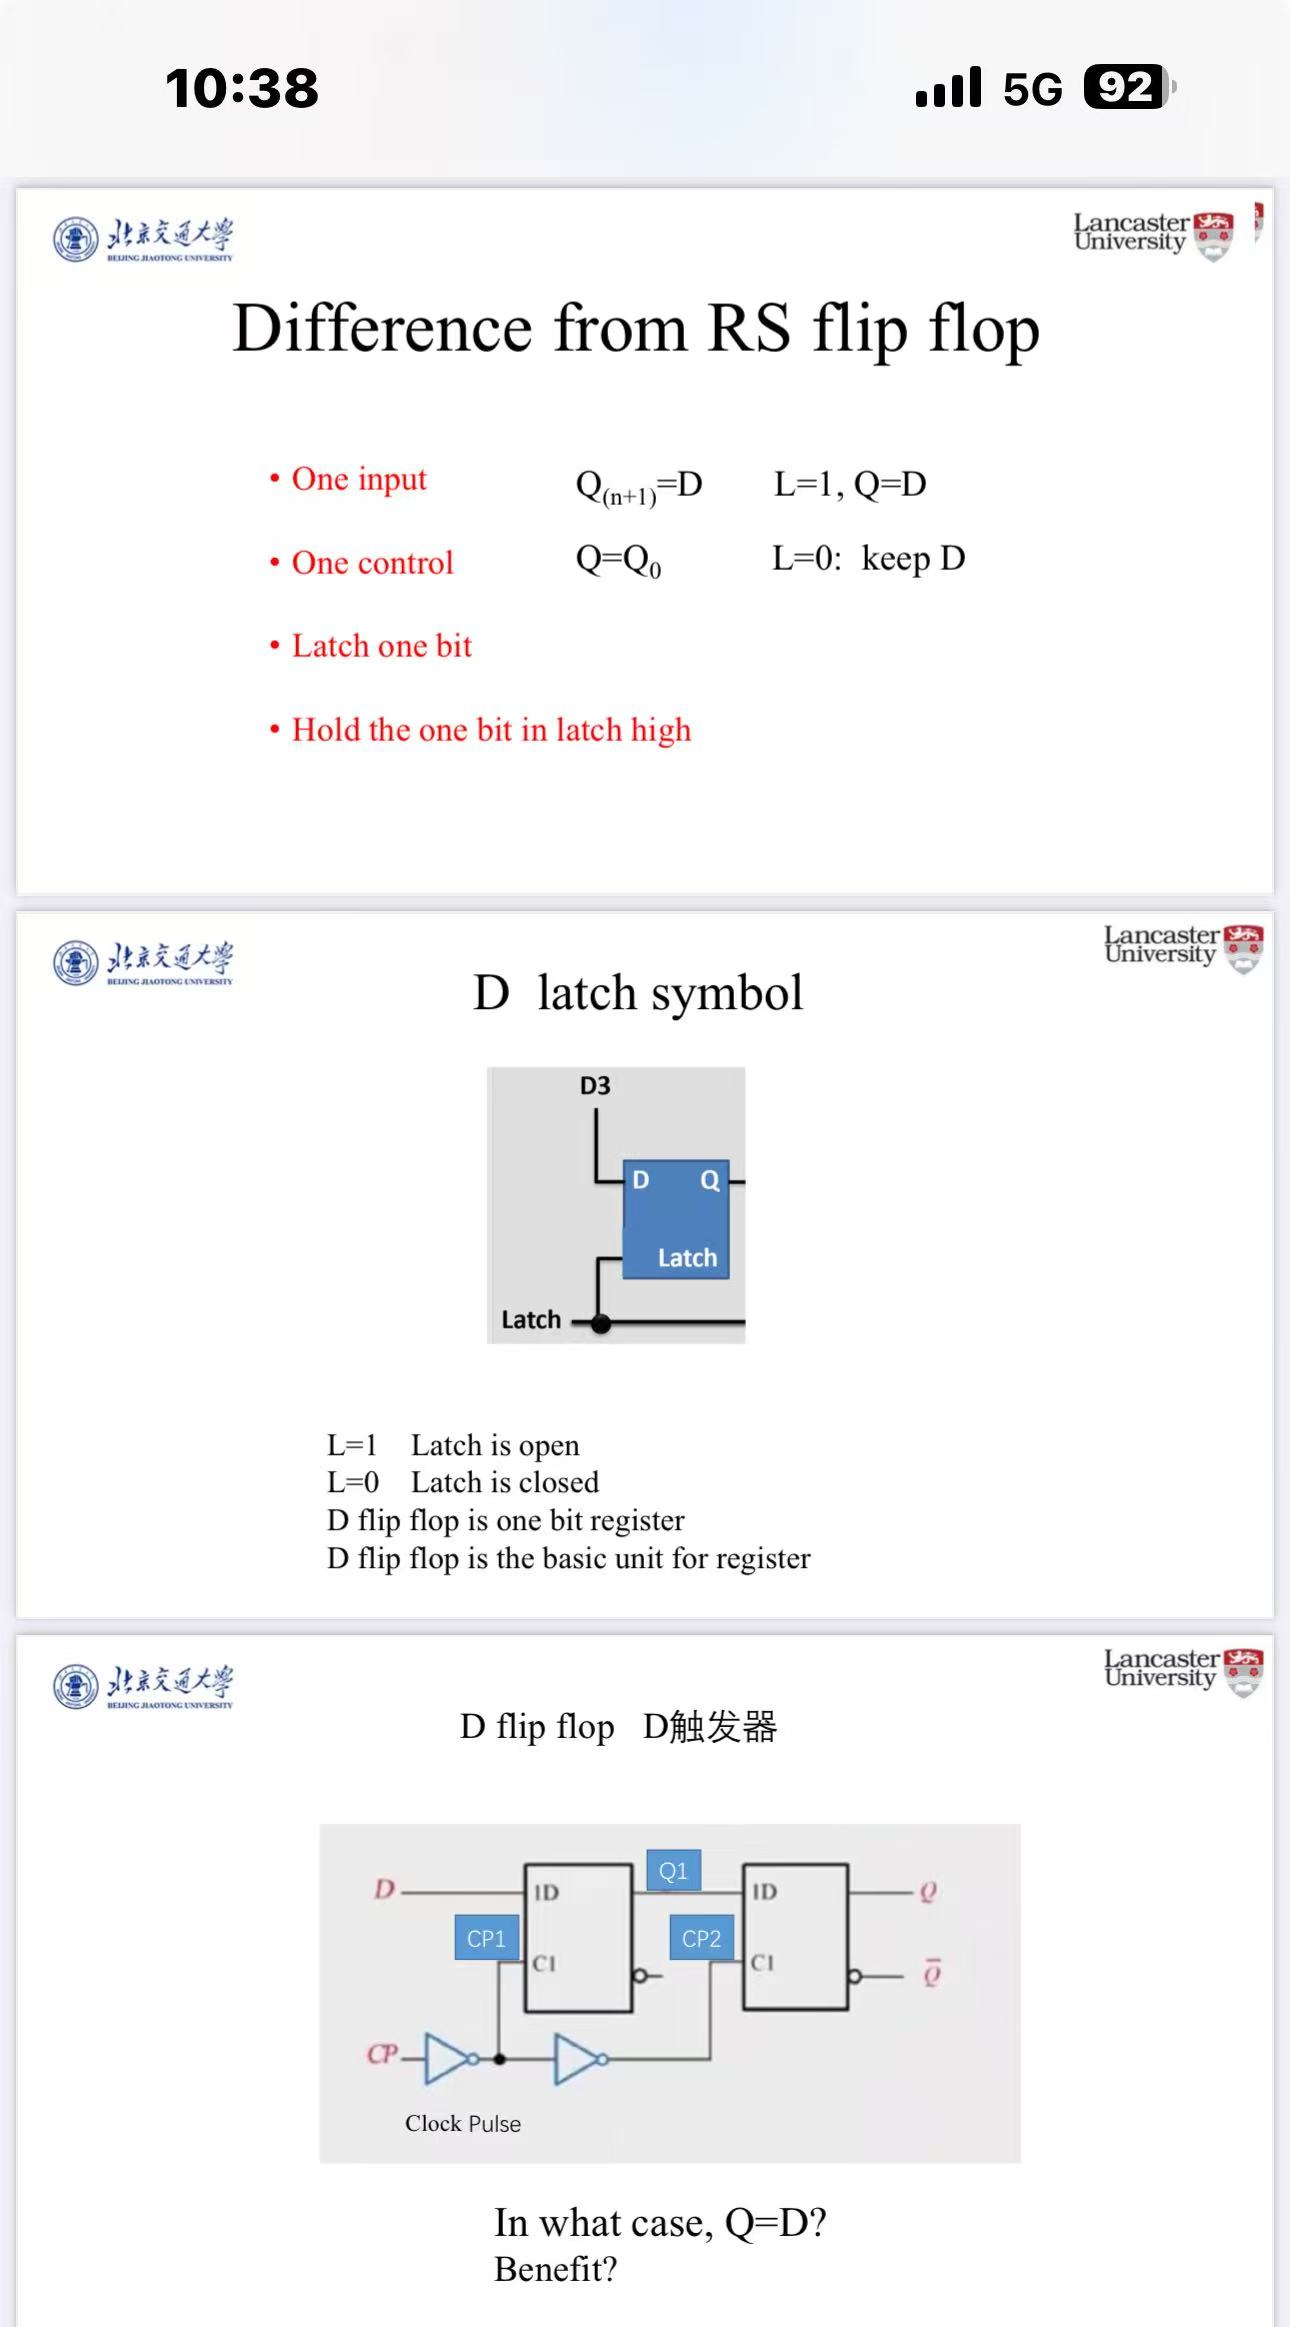 10:38
5G 92
北京交通大学
BEIJING JIAOTONG UNIVERSITY
Lancaster
University
Difference from RS flip flop
• One input
Q(n+1)=D
L=1, Q=D
• One control
Q=Q0
L=0: keep D
• Latch one bit
• Hold the one bit in latch high
北京交通大学
BEIJING JIAOTONG UNIVERSITY
Lancaster
University
D latch symbol
D3
D Q
Latch
Latch
L=1 Latch is open
L=0 Latch is closed
D flip flop is one bit register
D flip flop is the basic unit for register
北京交通大学
BEIJING JIAOTONG UNIVERSITY
Lancaster
University
D flip flop D触发器
Q1
D
1D
1D
Q
CP1
CP2
C1
C1
Q̅
CP
Clock Pulse
In what case, Q=D?
Benefit?